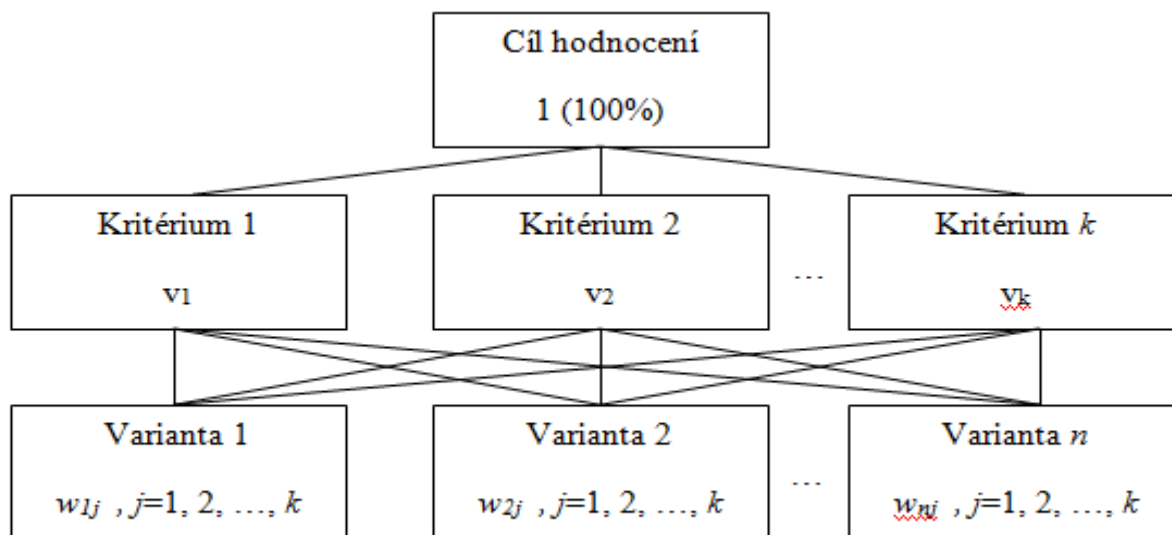 Cíl hodnocení
1 (100%)
Kritérium 1
v1
Kritérium 2
v2
...
Kritérium k
vk
Varianta 1
w1j , j=1, 2, ..., k
Varianta 2
w2j , j=1, 2, ..., k
...
Varianta n
wnj , j=1, 2, ..., k